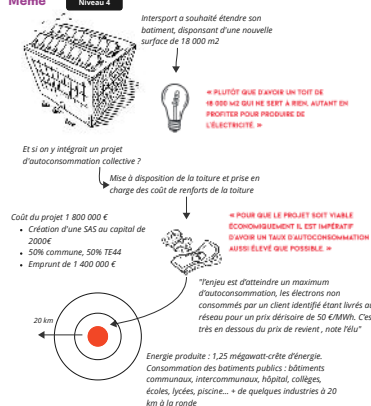 Même
Niveau 4
Intersport a souhaité étendre son
batiment, disposant d'une nouvelle
surface de 18 000 m2
« PLUTÔT QUE D'AVOIR UN TOIT DE
18 000 M2 QUI NE SERT À RIEN, AUTANT EN
PROFITER POUR PRODUIRE DE
L'ÉLECTRICITÉ. »
Et si on y intégrait un projet
d'autoconsommation collective ?
Mise à disposition de la toiture et prise en
charge des coût de renforts de la toiture
Coût du projet 1 800 000 €
• Création d'une SAS au capital de
2000€
• 50% commune, 50% TE44
• Emprunt de 1 400 000 €
« POUR QUE LE PROJET SOIT VIABLE
ÉCONOMIQUEMENT IL EST IMPÉRATIF
D'AVOIR UN TAUX D'AUTOCONSOMMATION
AUSSI ÉLEVÉ QUE POSSIBLE. »
"l'enjeu est d'atteindre un maximum
d'autoconsommation, les électrons non
consommés par un client identifié étant livrés au
réseau pour un prix dérisoire de 50 €/MWh. C'es
très en dessous du prix de revient , note l'élu"
20 km
Energie produite : 1,25 mégawatt-crête d'énergie.
Consommation des batiments publics : bâtiments
communaux, intercommunaux, hôpital, collèges,
écoles, lycées, piscine... + de quelques industries à 20
km à la ronde